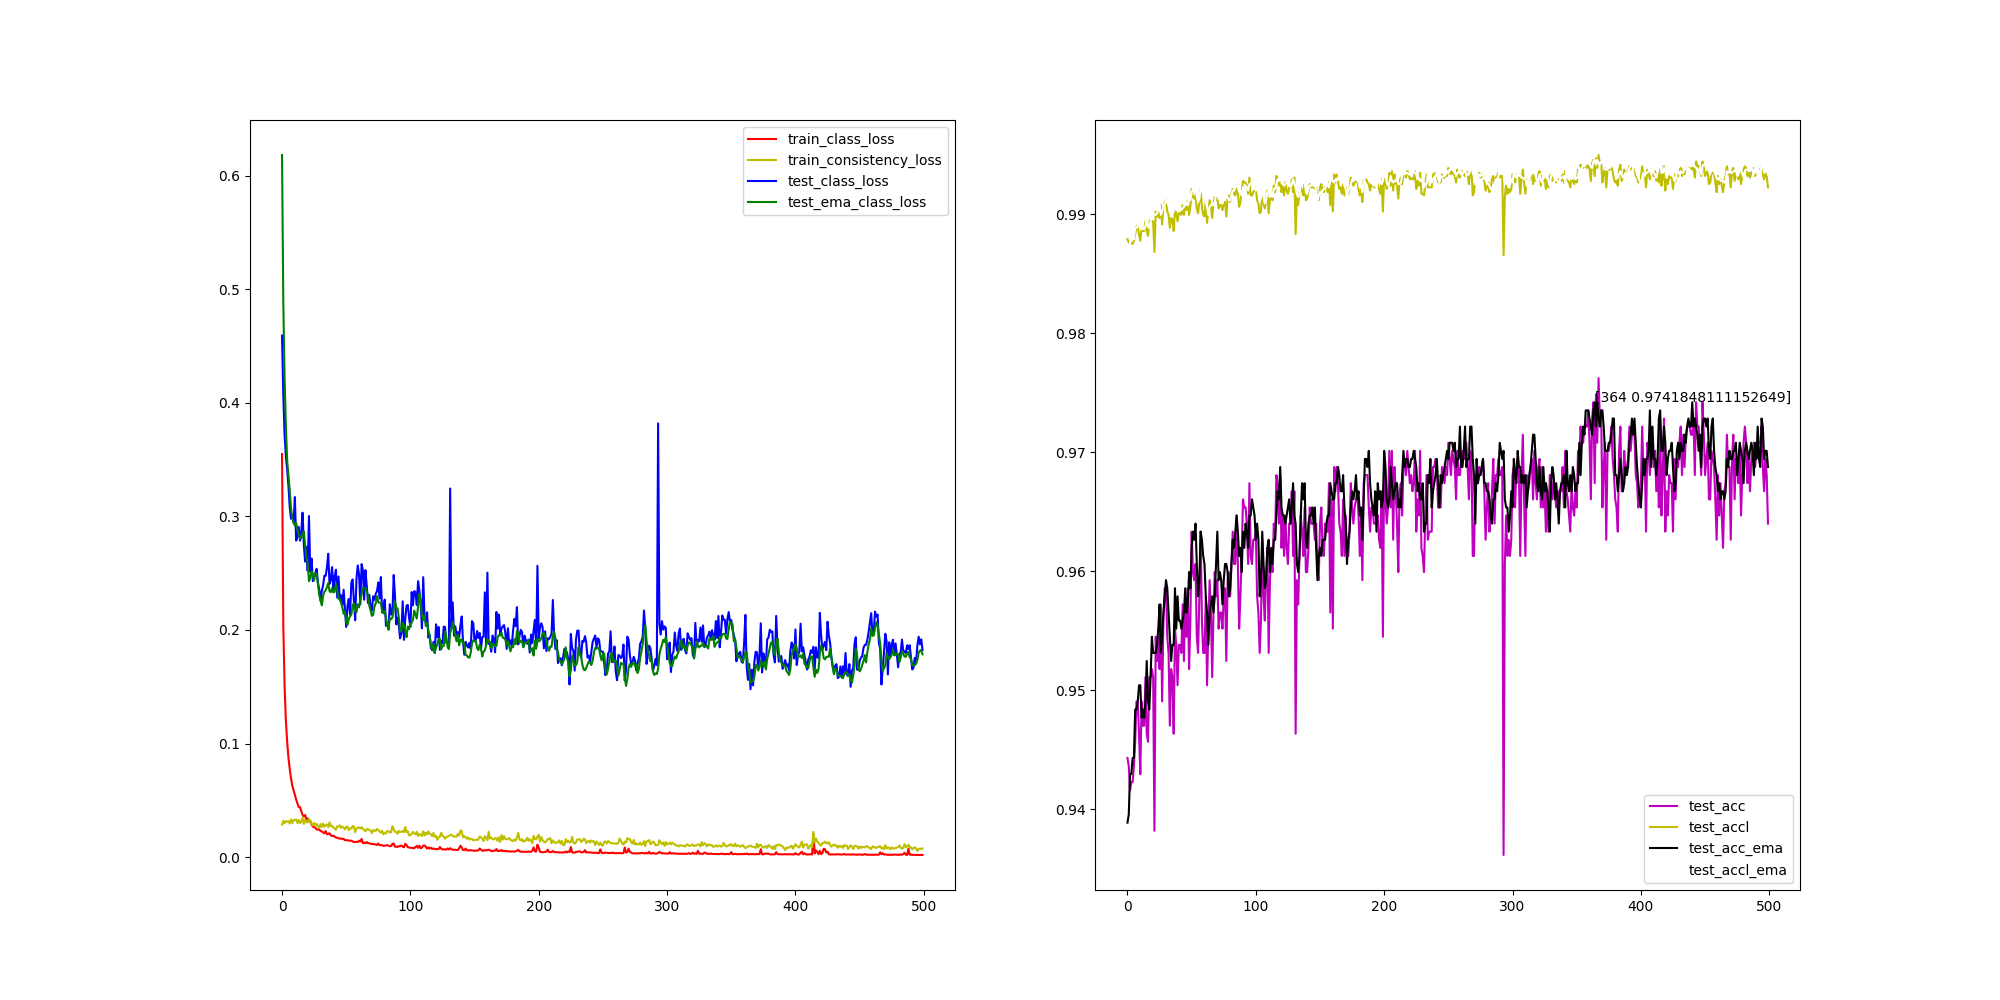 train_class_loss
train_consistency_loss
test_class_loss
test_ema_class_loss
0.6
0.5
0.4
0.3
0.2
0.1
0.0
0 100 200 300 400 500
364 0.9741848111152649]
0.99
0.98
0.97
0.96
0.95
0.94
test_acc
test_accl
test_acc_ema
test_accl_ema
0 100 200 300 400 500